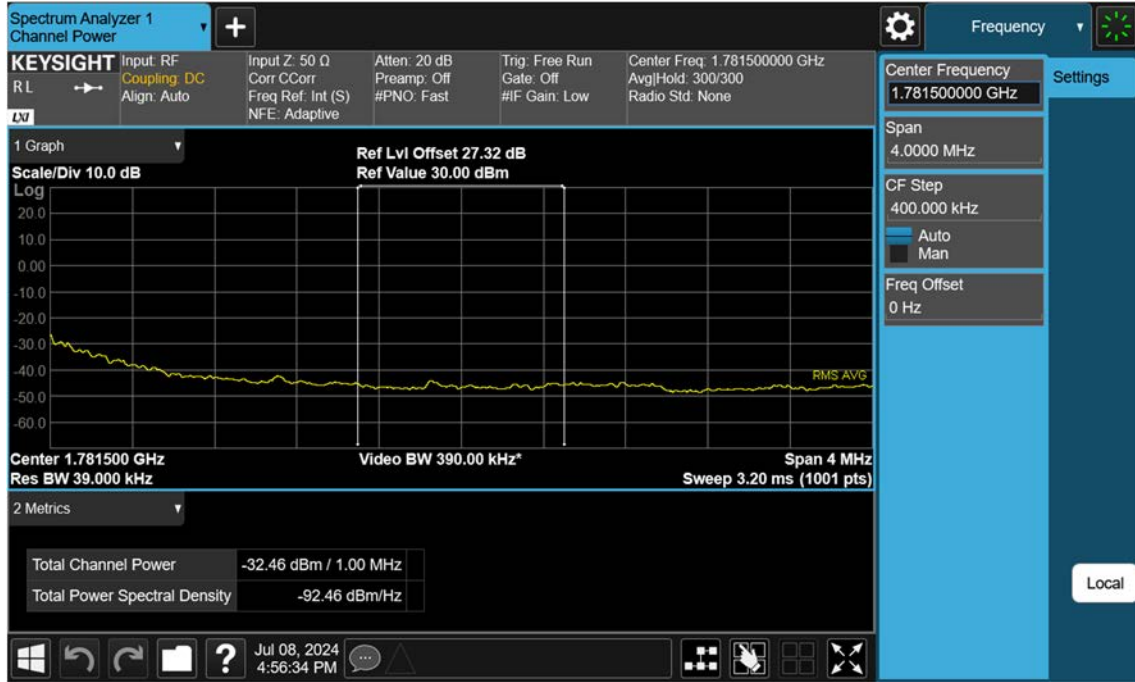 Spectrum Analyzer 1
Channel Power
Frequency
KEYSIGHT
RL
LXI
Input: RF
Coupling: DC
Align: Auto
Input Z: 50 Ω
Corr CCorr
Freq Ref: Int (S)
NFE: Adaptive
Atten: 20 dB
Preamp: Off
#PNO: Fast
Trig: Free Run
Gate: Off
#IF Gain: Low
Center Freq: 1.781500000 GHz
Avg|Hold: 300/300
Radio Std: None
Center Frequency
1.781500000 GHz
Settings
Span
4.0000 MHz
CF Step
400.000 kHz
Auto
Man
Freq Offset
0 Hz
Local
1 Graph
Scale/Div 10.0 dB
Ref Lvl Offset 27.32 dB
Ref Value 30.00 dBm
Log
20.0
10.0
0.00
-10.0
-20.0
-30.0
-40.0
-50.0
-60.0
RMS AVG
Center 1.781500 GHz
Res BW 39.000 kHz
Video BW 390.00 kHz*
Span 4 MHz
Sweep 3.20 ms (1001 pts)
2 Metrics
Total Channel Power -32.46 dBm / 1.00 MHz
Total Power Spectral Density -92.46 dBm/Hz
?
Jul 08, 2024
4:56:34 PM